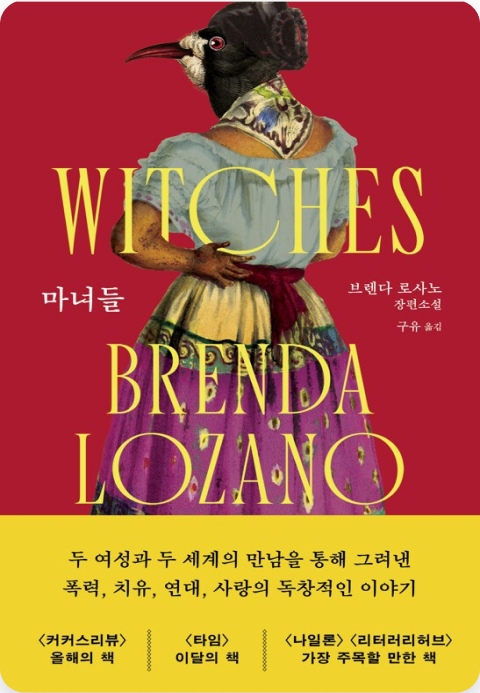 WITCHES
마녀들
브렌다 로사노
장편소설
구유 옮김
BRENDA
LOZANO
두 여성과 두 세계의 만남을 통해 그려낸
폭력, 치유, 연대, 사랑의 독창적인 이야기
〈커커스리뷰〉
올해의 책
〈타임〉
이달의 책
〈나일론〉 〈리터러리허브〉
가장 주목할 만한 책